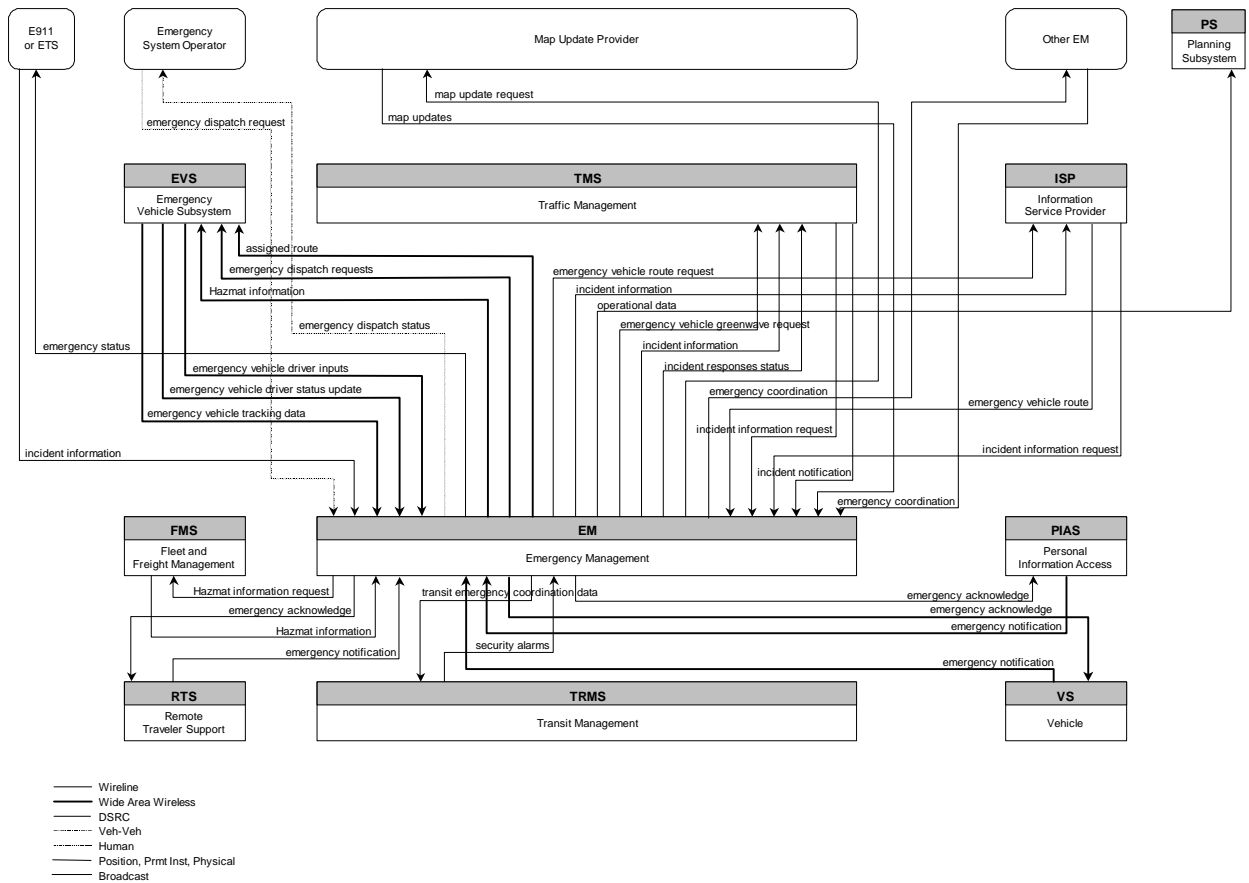 E911
or ETS
Emergency
System Operator
Map Update Provider
Other EM
PS
Planning
Subsystem
map update request
map updates
emergency dispatch request
EVS
Emergency
Vehicle Subsystem
TMS
Traffic Management
ISP
Information
Service Provider
assigned route
emergency dispatch requests
Hazmat information
emergency vehicle route request
incident information
operational data
emergency dispatch status
emergency vehicle greenwave request
emergency status
incident information
emergency vehicle driver inputs
incident responses status
emergency vehicle driver status update
emergency coordination
emergency vehicle tracking data
emergency vehicle route
incident information request
incident information
incident information request
incident notification
emergency coordination
FMS
Fleet and
Freight Management
EM
Emergency Management
PIAS
Personal
Information Access
Hazmat information request
transit emergency coordination data
emergency acknowledge
emergency acknowledge
emergency acknowledge
Hazmat information
emergency notification
security alarms
emergency notification
emergency notification
RTS
Remote
Traveler Support
TRMS
Transit Management
VS
Vehicle
Wireline
Wide Area Wireless
DSRC
Veh-Veh
Human
Position, Prmt Inst, Physical
Broadcast